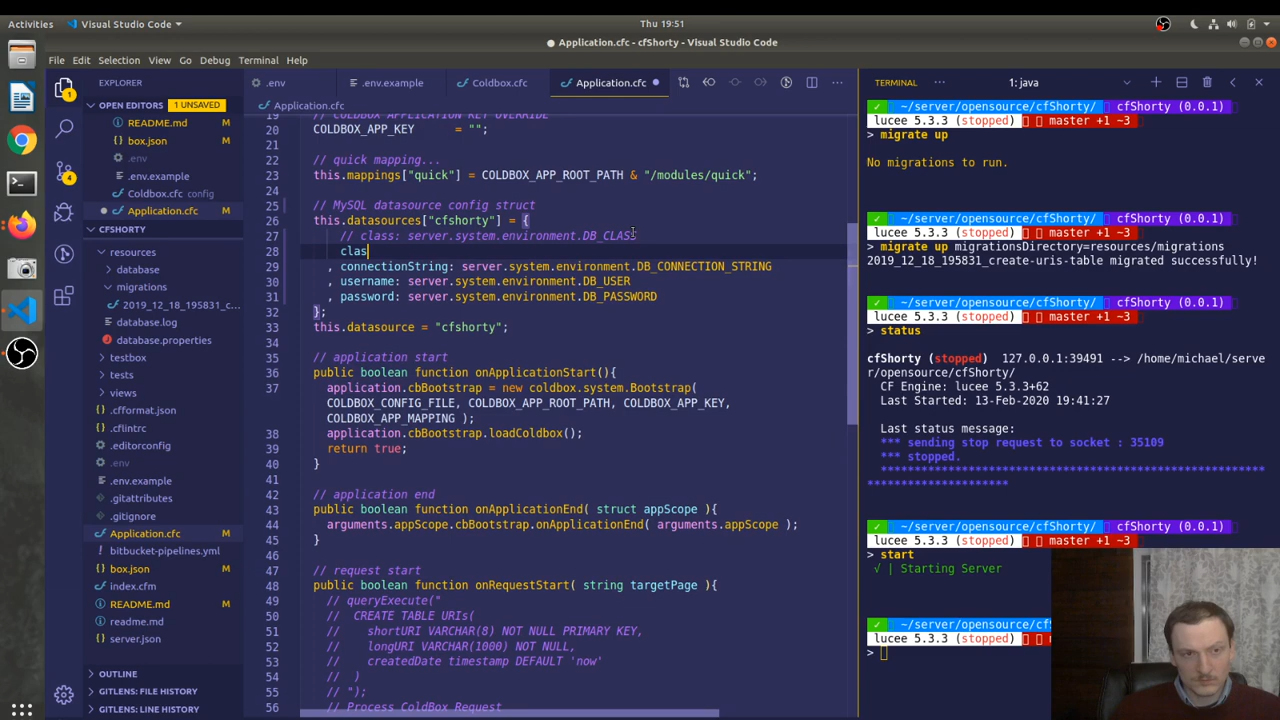 Activities
Visual Studio Code
Thu 19:51
● Application.cfc - cfShorty - Visual Studio Code
File Edit Selection View Go Debug Terminal Help
EXPLORER
OPEN EDITORS 1 UNSAVED
README.md M
box.json M
.env
.env.example
Coldbox.cfc config
Application.cfc M
CFSHORTY
resources
database
migrations
2019_12_18_195831_c...
database.log
database.properties
testbox
tests
views
.cfformat.json
.cflintrc
.editorconfig
.env
.env.example
.gitattributes
.gitignore
Application.cfc M
bitbucket-pipelines.yml
box.json M
index.cfm
README.md M
readme.md
server.json
OUTLINE
GITLENS: FILE HISTORY
GITLENS: LINE HISTORY
1
4
.env .env.example Coldbox.cfc Application.cfc
Application.cfc
19 // COLDBOX APPLICATION KEY OVERRIDE
20 COLDBOX_APP_KEY = "";
21
22 // quick mapping...
23 this.mappings["quick"] = COLDBOX_APP_ROOT_PATH & "/modules/quick";
24
25 // MySQL datasource config struct
26 this.datasources["cfshorty"] = {
27 // class: server.system.environment.DB_CLASS
28 clas
29 , connectionString: server.system.environment.DB_CONNECTION_STRING
30 , username: server.system.environment.DB_USER
31 , password: server.system.environment.DB_PASSWORD
32 };
33 this.datasource = "cfshorty";
34
35 // application start
36 public boolean function onApplicationStart(){
37 application.cbBootstrap = new coldbox.system.Bootstrap(
COLDBOX_CONFIG_FILE, COLDBOX_APP_ROOT_PATH, COLDBOX_APP_KEY,
COLDBOX_APP_MAPPING );
38 application.cbBootstrap.loadColdbox();
39 return true;
40 }
41
42 // application end
43 public boolean function onApplicationEnd( struct appScope ){
44 arguments.appScope.cbBootstrap.onApplicationEnd( arguments.appScope );
45 }
46
47 // request start
48 public boolean function onRequestStart( string targetPage ){
49 // queryExecute("
50 // CREATE TABLE URIs(
51 // shortURI VARCHAR(8) NOT NULL PRIMARY KEY,
52 // longURI VARCHAR(1000) NOT NULL,
53 // createdDate timestamp DEFAULT 'now'
54 // )
55 // ");
56 // Process ColdBox Request
TERMINAL 1: java
✓ ~/server/opensource/cfShorty/ cfShorty (0.0.1)
lucee 5.3.3 (stopped) master +1 ~3
> migrate up
No migrations to run.
✓ ~/server/opensource/cfShorty/ cfShorty (0.0.1)
lucee 5.3.3 (stopped) master +1 ~3
> migrate up migrationsDirectory=resources/migrations
2019_12_18_195831_create-uris-table migrated successfully!
✓ ~/server/opensource/cfShorty/ cfShorty (0.0.1)
lucee 5.3.3 (stopped) master +1 ~3
> status
cfShorty (stopped) 127.0.0.1:39491 --> /home/michael/serve
r/opensource/cfShorty/
CF Engine: lucee 5.3.3+62
Last Started: 13-Feb-2020 19:41:27
Last status message:
*** sending stop request to socket : 35109
*** stopped.
************************************************************
**********************
✓ ~/server/opensource/cfShorty/ cfShorty (0.0.1)
lucee 5.3.3 (stopped) master +1 ~3
> start
√ | Starting Server
✓ ~/server/opensource/cfS
lucee 5.3.3 (stopped)
>